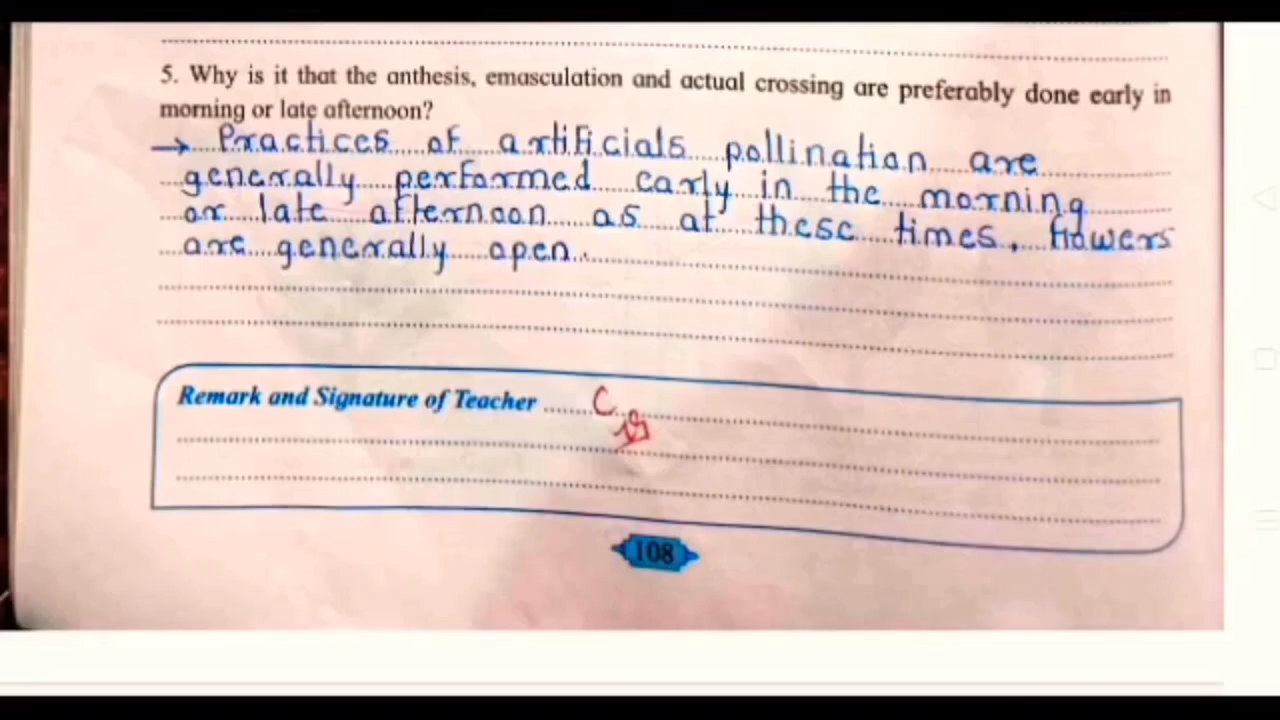 5. Why is it that the anthesis, emasculation and actual crossing are preferably done early in
morning or late afternoon?
→ Practices of artificials pollination are
generally performed early in the morning
or late afternoon as at these times, flowers
are generally open.
Remark and Signature of Teacher
108